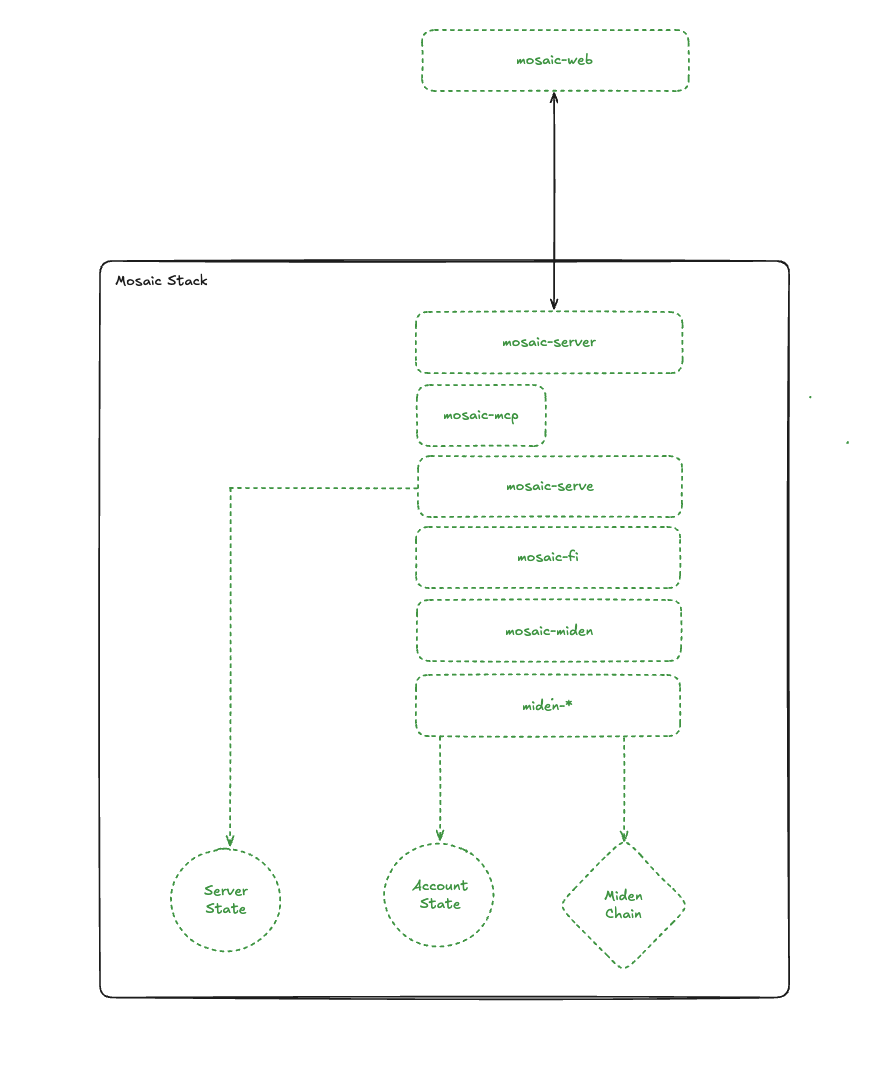 mosaic-web
Mosaic Stack
mosaic-server
mosaic-mcp
mosaic-serve
mosaic-fi
mosaic-miden
miden-*
Server
State
Account
State
Miden
Chain